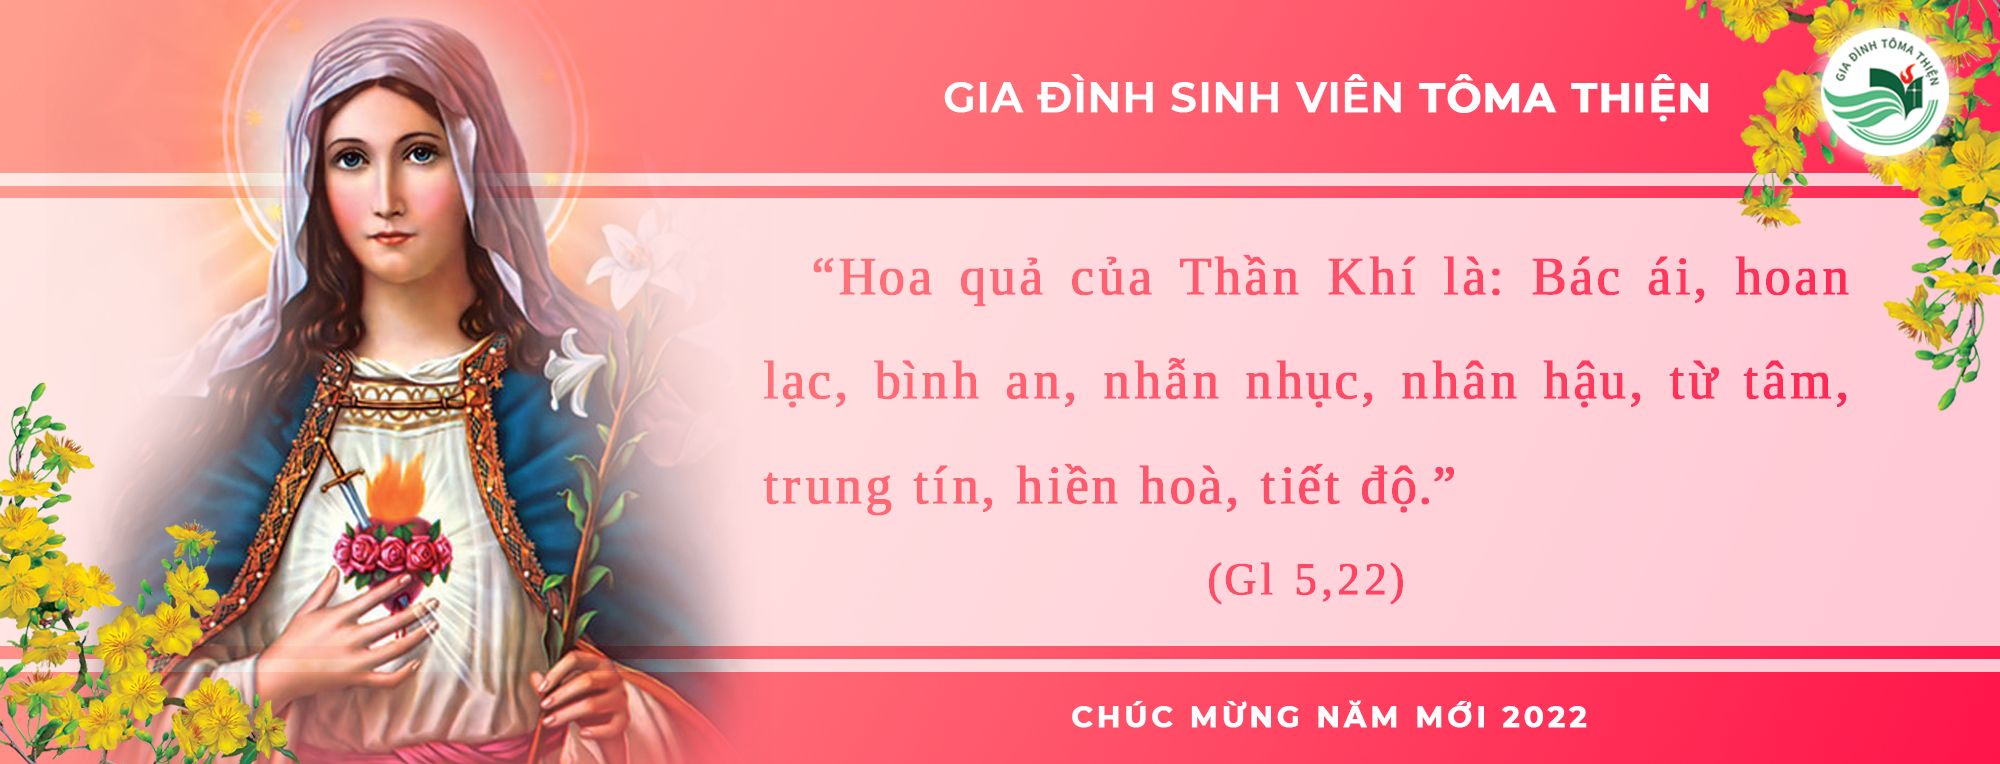 GIA ĐÌNH SINH VIÊN TÔMA THIỆN
GIA ĐÌNH TÔMA THIỆN
“Hoa quả của Thần Khí là: Bác ái, hoan
lạc, bình an, nhẫn nhục, nhân hậu, từ tâm,
trung tín, hiền hoà, tiết độ.”
(Gl 5,22)
CHÚC MỪNG NĂM MỚI 2022